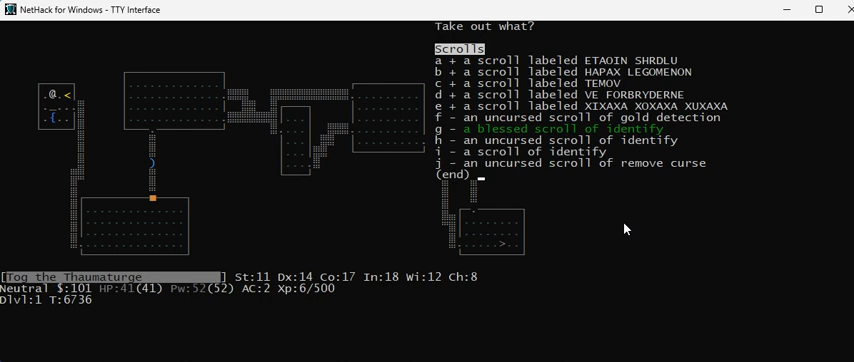 NetHack for Windows - TTY Interface
Take out what?
Scrolls
a + a scroll labeled ETAOIN SHRDLU
b + a scroll labeled HAPAX LEGOMENON
c + a scroll labeled TEMOV
d + a scroll labeled VE FORBRYDERNE
e + a scroll labeled XIXAXA XOXAXA XUXAXA
f - an uncursed scroll of gold detection
g - a blessed scroll of identify
h - an uncursed scroll of identify
i - a scroll of identify
j - an uncursed scroll of remove curse
(end)
[Tog the Thaumaturge ] St:11 Dx:14 Co:17 In:18 Wi:12 Ch:8
Neutral $:101 HP:41(41) Pw:52(52) AC:2 Xp:6/500
Dlvl:1 T:6736